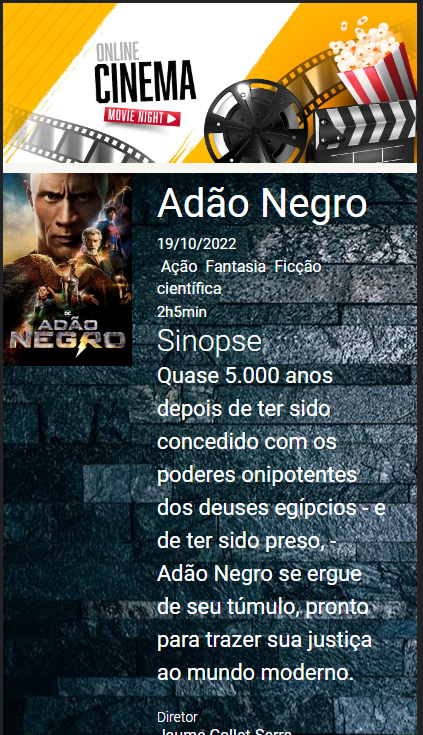 ONLINE
CINEMA
MOVIE NIGHT
Adão Negro
19/10/2022
Ação Fantasia Ficção
científica
2h5min
DC
ADÃO
NEGRO
Sinopse
Quase 5.000 anos
depois de ter sido
concedido com os
poderes onipotentes
dos deuses egípcios - e
de ter sido preso, -
Adão Negro se ergue
de seu túmulo, pronto
para trazer sua justiça
ao mundo moderno.
Diretor
Jaume Collet-Serra